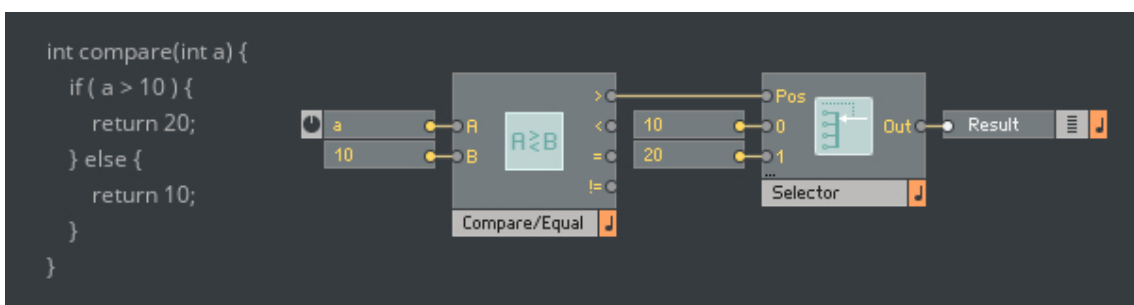 int compare(int a) {
if ( a > 10 ) {
return 20;
} else {
return 10;
}
}
a
10
A
B
>
<
=
!=
A≷B
Compare/Equal
10
20
Pos
0
1
...
Out
Selector
Result